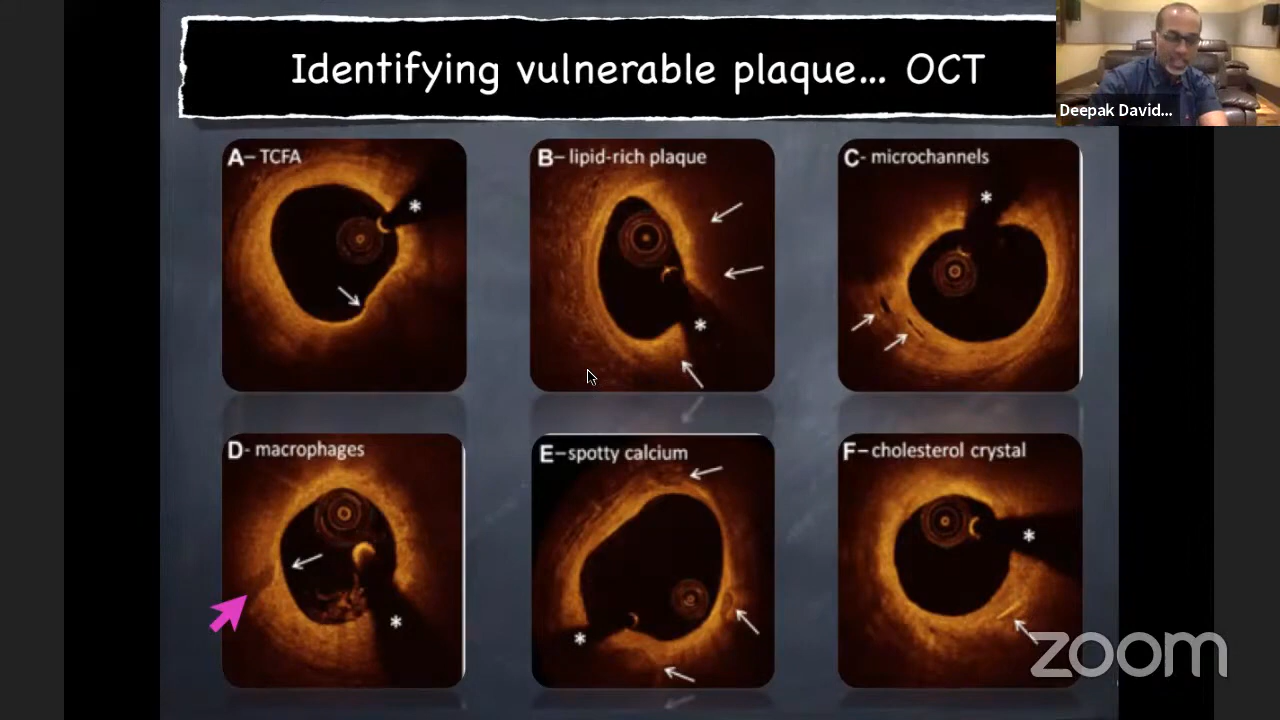 Identifying vulnerable plaque... OCT
Deepak David...
A– TCFA
*
B– lipid-rich plaque
*
C- microchannels
*
D- macrophages
*
E–spotty calcium
*
F–cholesterol crystal
*
zoom